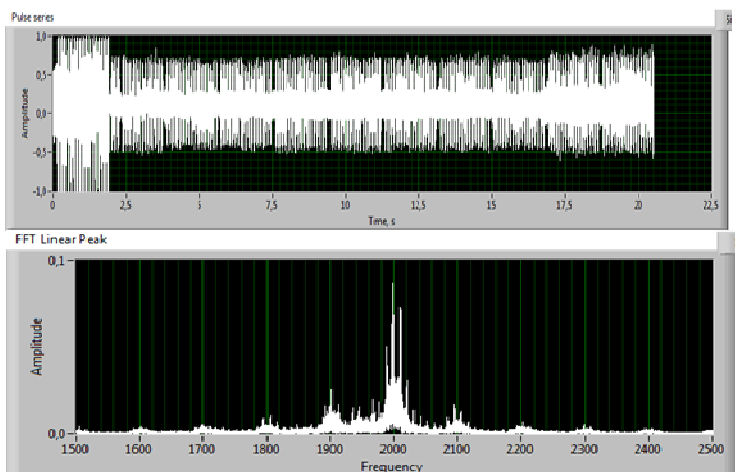 Pulse series
1,0
0,5
0,0
-0,5
-1,0
Amplitude
0 2,5 5 7,5 10 12,5 15 17,5 20 22,5
Time, s
FFT Linear Peak
0,1
0,0
Amplitude
1500 1600 1700 1800 1900 2000 2100 2200 2300 2400 2500
Frequency